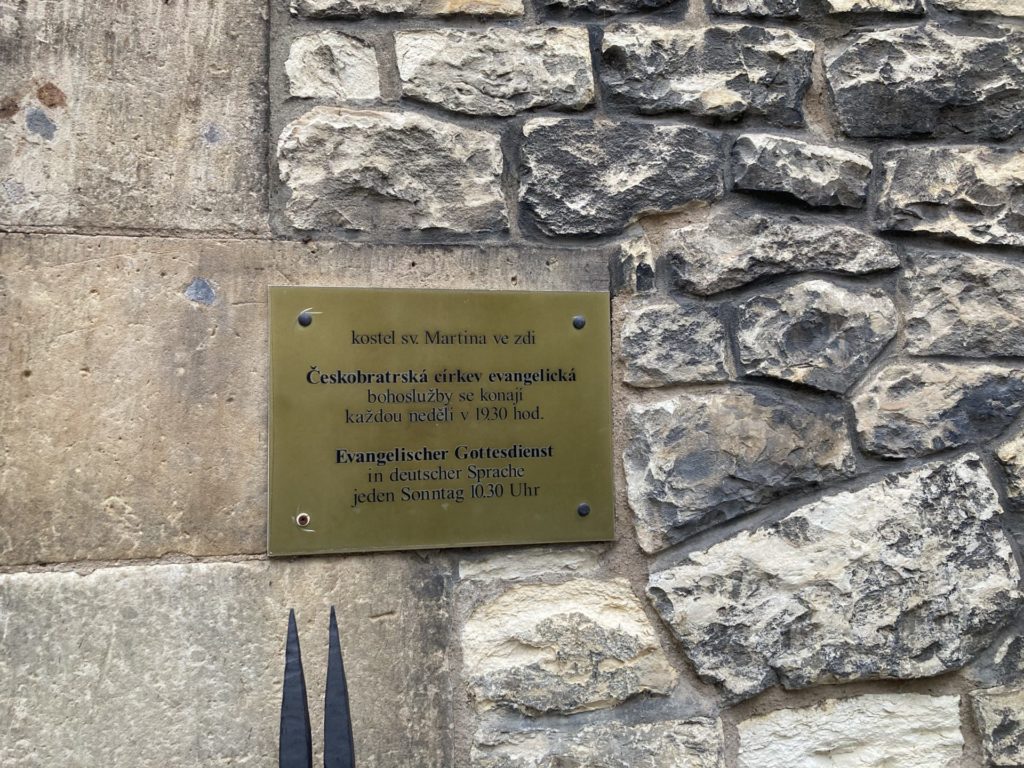 kostel sv. Martina ve zdi
Českobratrská církev evangelická
bohoslužby se konají
každou neděli v 19.30 hod.
Evangelischer Gottesdienst
in deutscher Sprache
jeden Sonntag 10.30 Uhr